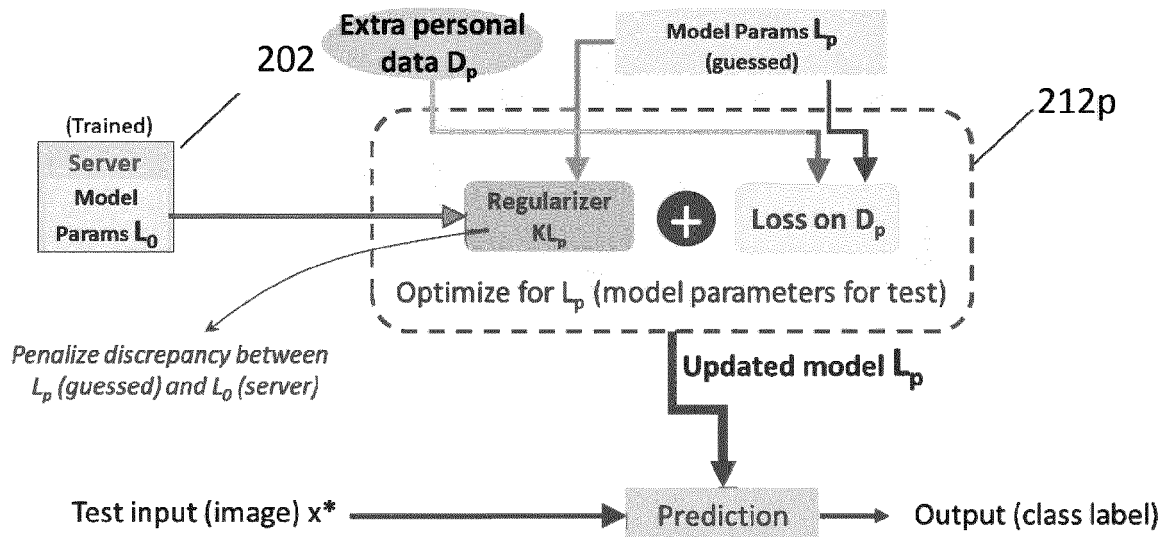 Extra personal
data Dₚ
Model Params Lₚ
(guessed)
202
212p
(Trained)
Server
Model
Params L₀
Regularizer
KLₚ
+
Loss on Dₚ
Optimize for Lₚ (model parameters for test)
Penalize discrepancy between
Lₚ (guessed) and L₀ (server)
Updated model Lₚ
Test input (image) x*
Prediction
Output (class label)